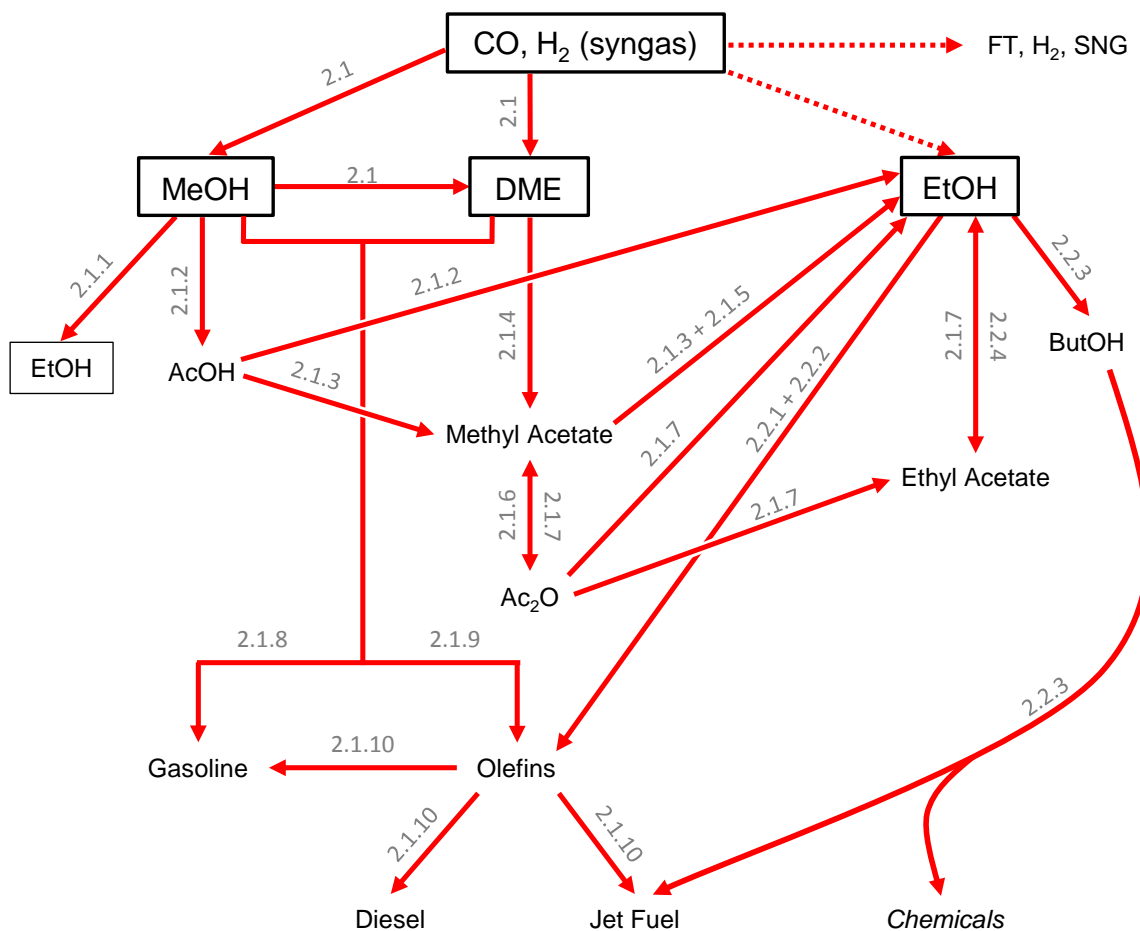 CO, H₂ (syngas)
FT, H₂, SNG
2.1
2.1
MeOH
2.1
DME
EtOH
2.1.1
2.1.2
2.1.2
2.1.4
2.1.3 + 2.1.5
2.2.3
2.1.7
2.2.4
ButOH
EtOH
AcOH
2.1.3
Methyl Acetate
2.1.7
2.2.1 + 2.2.2
Ethyl Acetate
2.1.6
2.1.7
2.1.7
Ac₂O
2.1.8
2.1.9
2.2.3
Gasoline
2.1.10
Olefins
2.1.10
2.1.10
Diesel
Jet Fuel
Chemicals